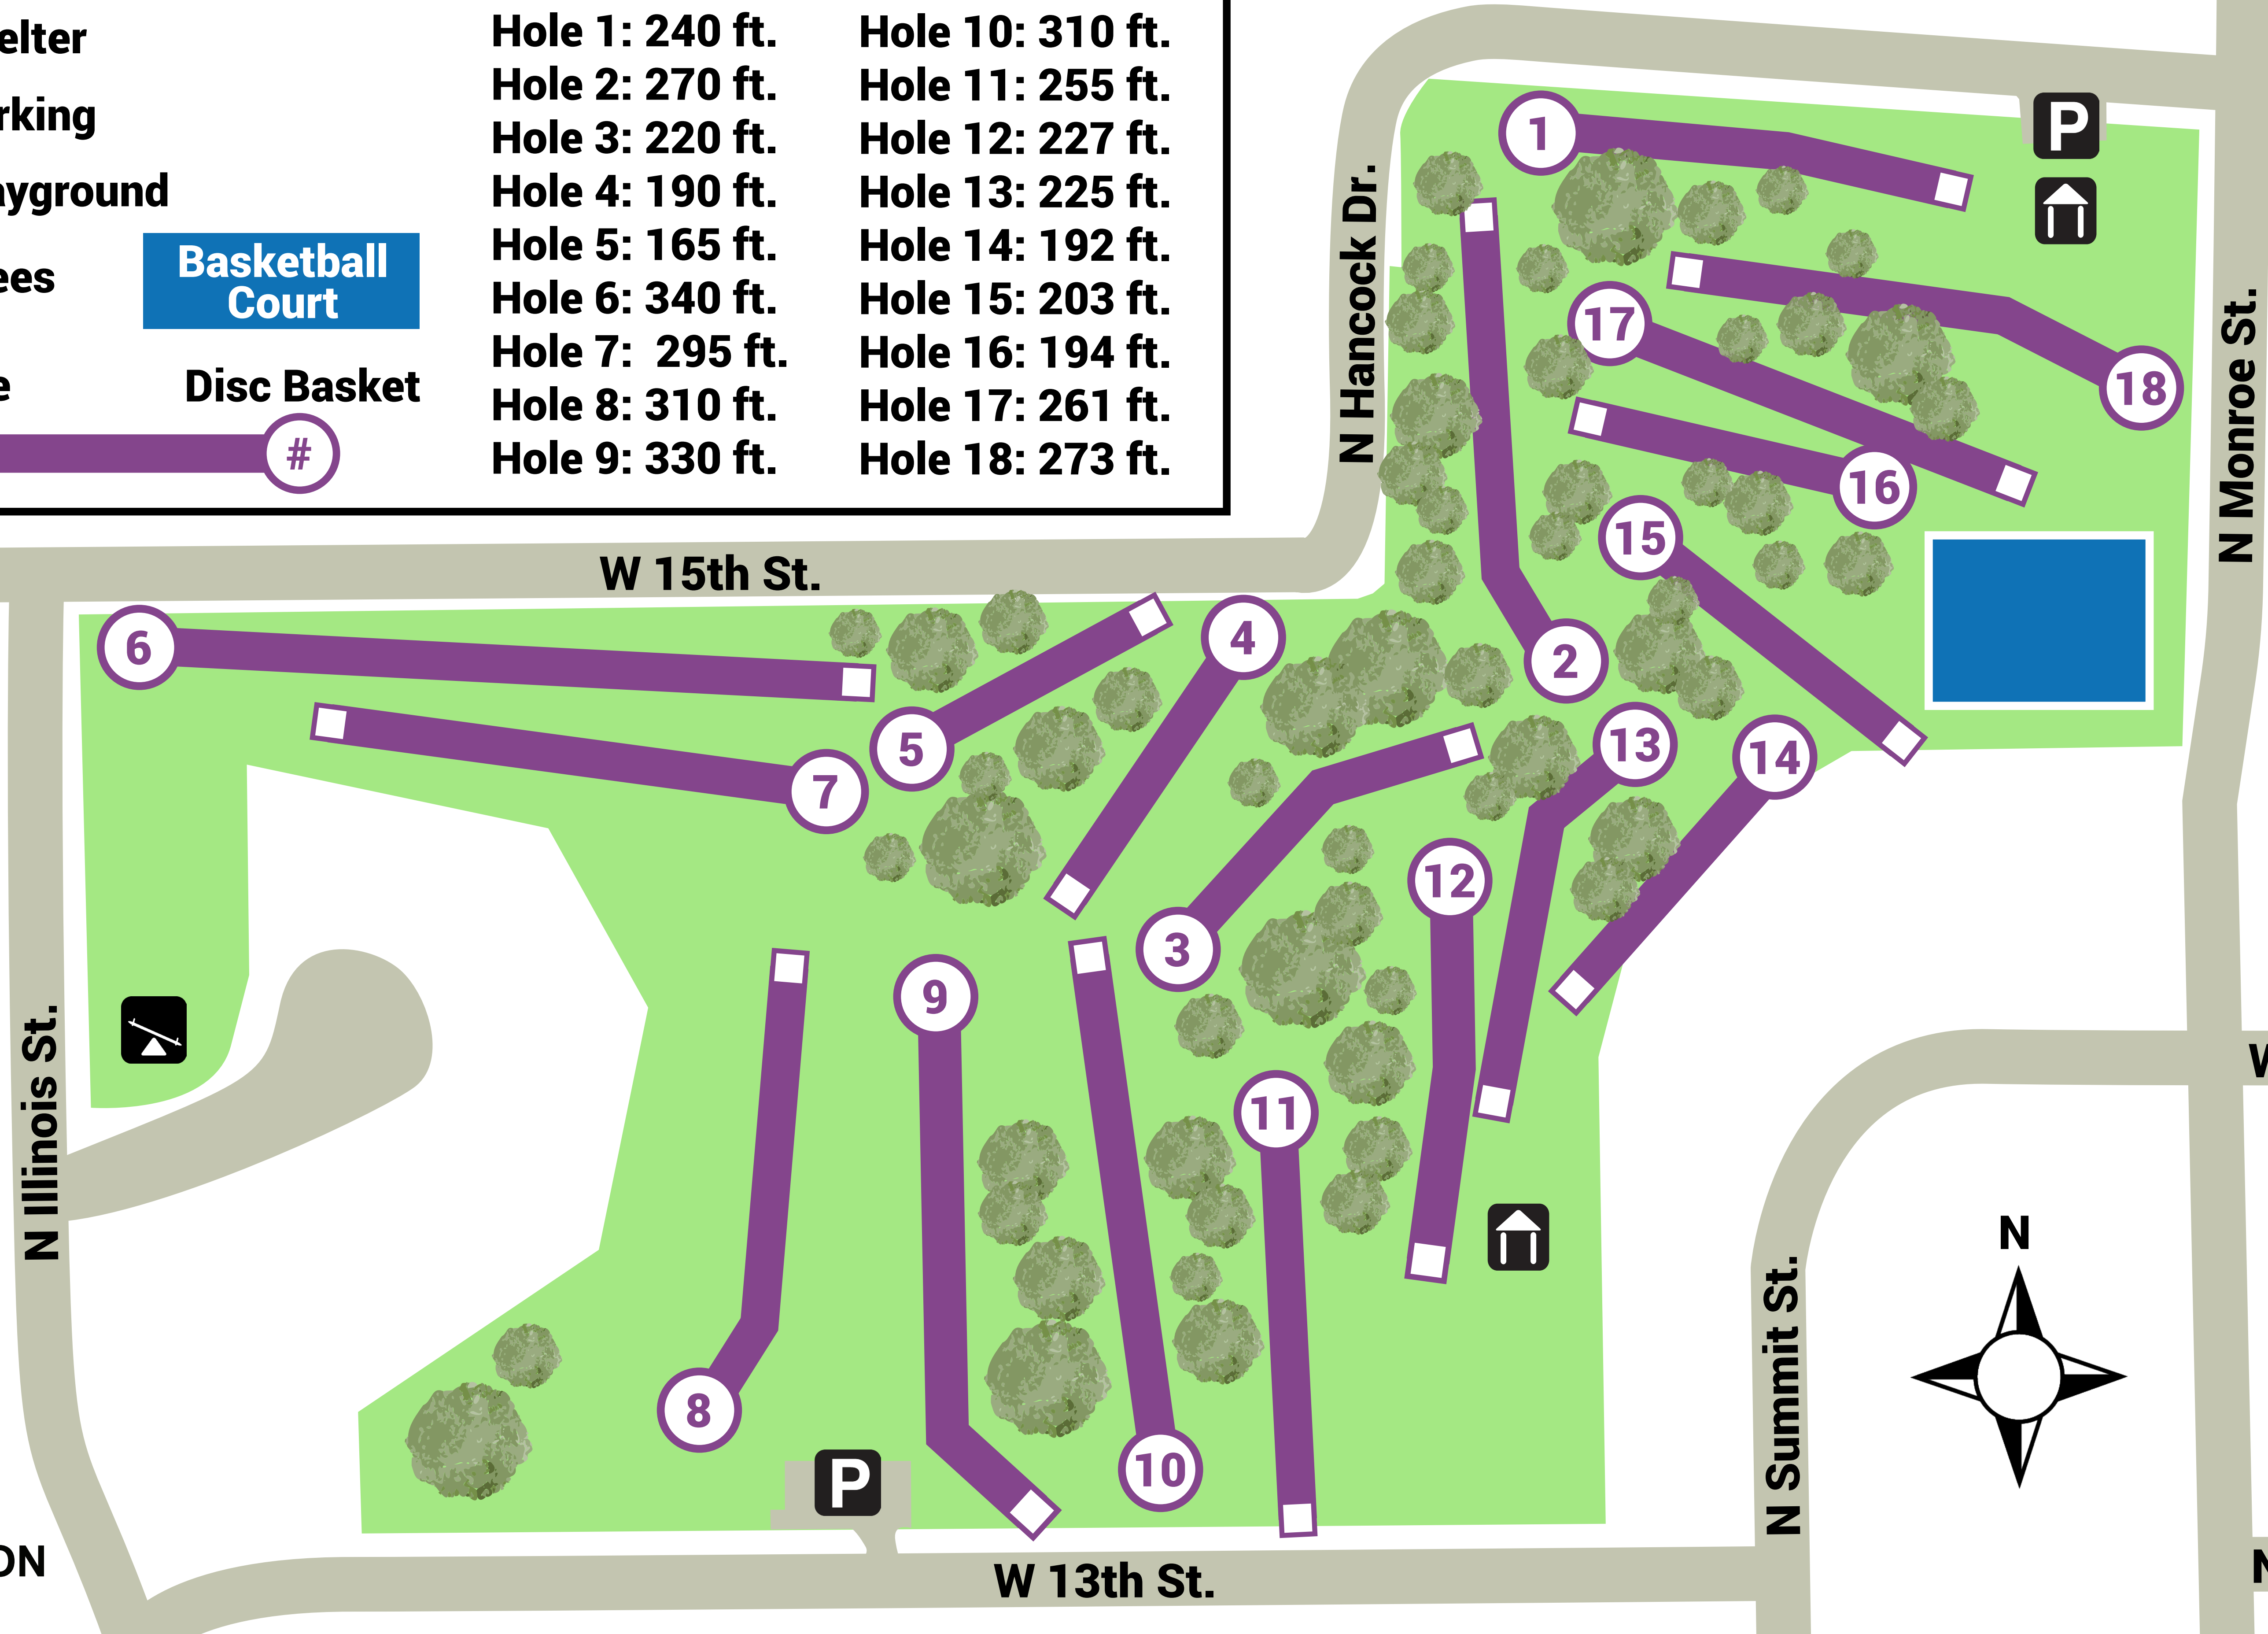 elter
rking
ayground
ees
Basketball
Court
e
Disc Basket
#
Hole 1: 240 ft.
Hole 2: 270 ft.
Hole 3: 220 ft.
Hole 4: 190 ft.
Hole 5: 165 ft.
Hole 6: 340 ft.
Hole 7: 295 ft.
Hole 8: 310 ft.
Hole 9: 330 ft.
Hole 10: 310 ft.
Hole 11: 255 ft.
Hole 12: 227 ft.
Hole 13: 225 ft.
Hole 14: 192 ft.
Hole 15: 203 ft.
Hole 16: 194 ft.
Hole 17: 261 ft.
Hole 18: 273 ft.
P
1
N Hancock Dr.
17
18
N Monroe St.
16
15
W 15th St.
6
4
2
5
13
14
7
12
3
9
11
N Illinois St.
W
N
8
10
P
N Summit St.
ON
W 13th St.
N